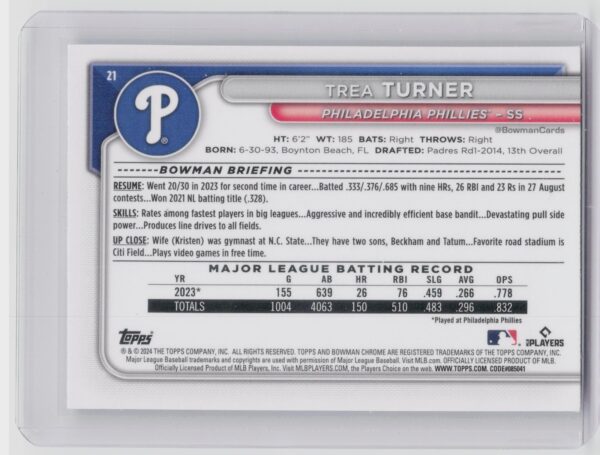 21
P
TREA TURNER
PHILADELPHIA PHILLIES™ - SS
@BowmanCards
HT: 6'2" WT: 185 BATS: Right THROWS: Right
BORN: 6-30-93, Boynton Beach, FL DRAFTED: Padres Rd1-2014, 13th Overall
BOWMAN BRIEFING
RESUME: Went 20/30 in 2023 for second time in career...Batted .333/.376/.685 with nine HRs, 26 RBI and 23 Rs in 27 August
contests...Won 2021 NL batting title (.328).
SKILLS: Rates among fastest players in big leagues...Aggressive and incredibly efficient base bandit...Devastating pull side
power...Produces line drives to all fields.
UP CLOSE: Wife (Kristen) was gymnast at N.C. State...They have two sons, Beckham and Tatum...Favorite road stadium is
Citi Field...Plays video games in free time.
MAJOR LEAGUE BATTING RECORD
YR G AB HR RBI SLG AVG OPS
2023* 155 639 26 76 .459 .266 .778
TOTALS 1004 4063 150 510 .483 .296 .832
*Played at Philadelphia Phillies
Topps
PLAYERS
® & © 2024 THE TOPPS COMPANY, INC. ALL RIGHTS RESERVED. TOPPS AND BOWMAN CHROME ARE REGISTERED TRADEMARKS OF THE TOPPS COMPANY, INC.
Major League Baseball trademarks and copyrights are used with permission of Major League Baseball. Visit MLB.com. OFFICIALLY LICENSED PRODUCT OF MLB.
Officially Licensed Product of MLB Players, Inc. Visit MLBPLAYERS.COM, the Players Choice on the web. WWW.TOPPS.COM. CODE#085041